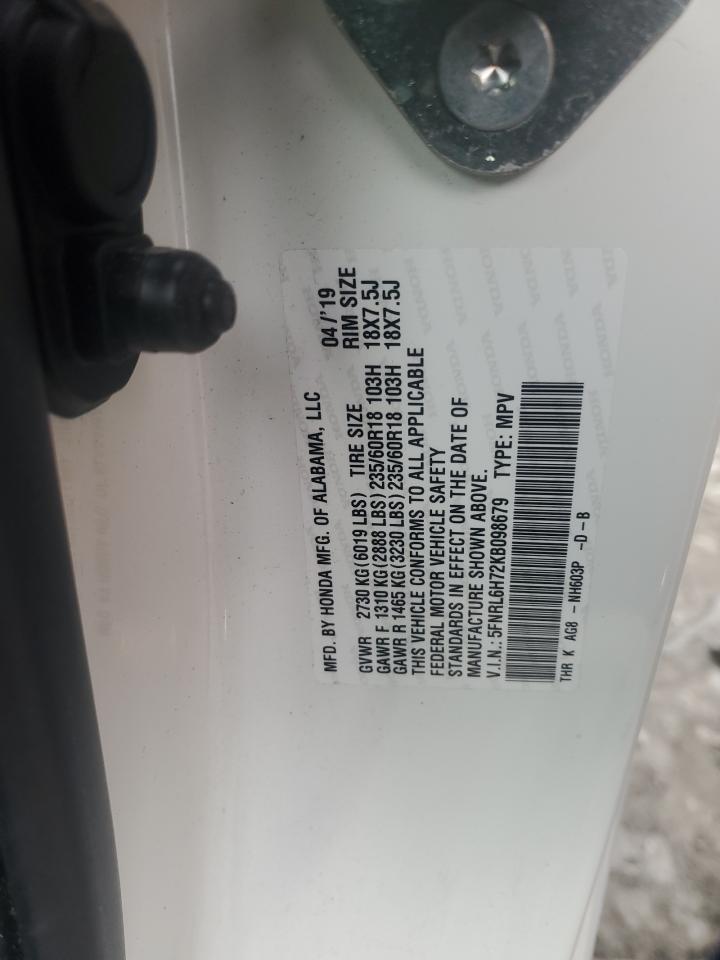 MFD. BY HONDA MFG. OF ALABAMA, LLC 04/'19
GVWR 2730 KG(6019 LBS) TIRE SIZE RIM SIZE
GAWR F 1310 KG(2888 LBS)235/60R18 103H 18X7.5J
GAWR R 1465 KG(3230 LBS)235/60R18 103H 18X7.5J
THIS VEHICLE CONFORMS TO ALL APPLICABLE
FEDERAL MOTOR VEHICLE SAFETY
STANDARDS IN EFFECT ON THE DATE OF
MANUFACTURE SHOWN ABOVE.
V.I.N.: 5FNRL6H72KB098679 TYPE: MPV
THR K AG8 -NH603P -D-B